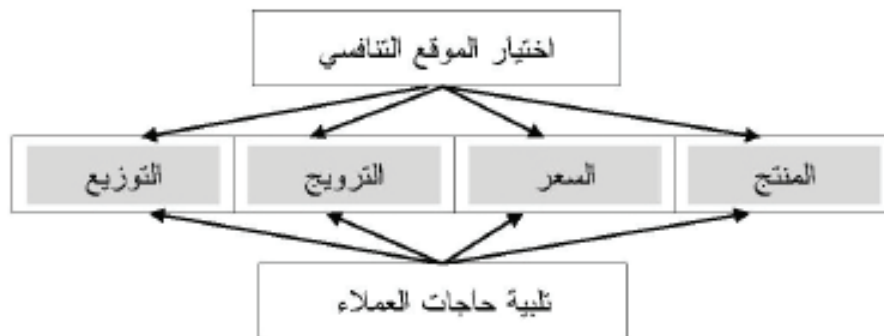 اختيار الموقع التنافسي
المنتج السعر الترويج التوزيع
تلبية حاجات العملاء